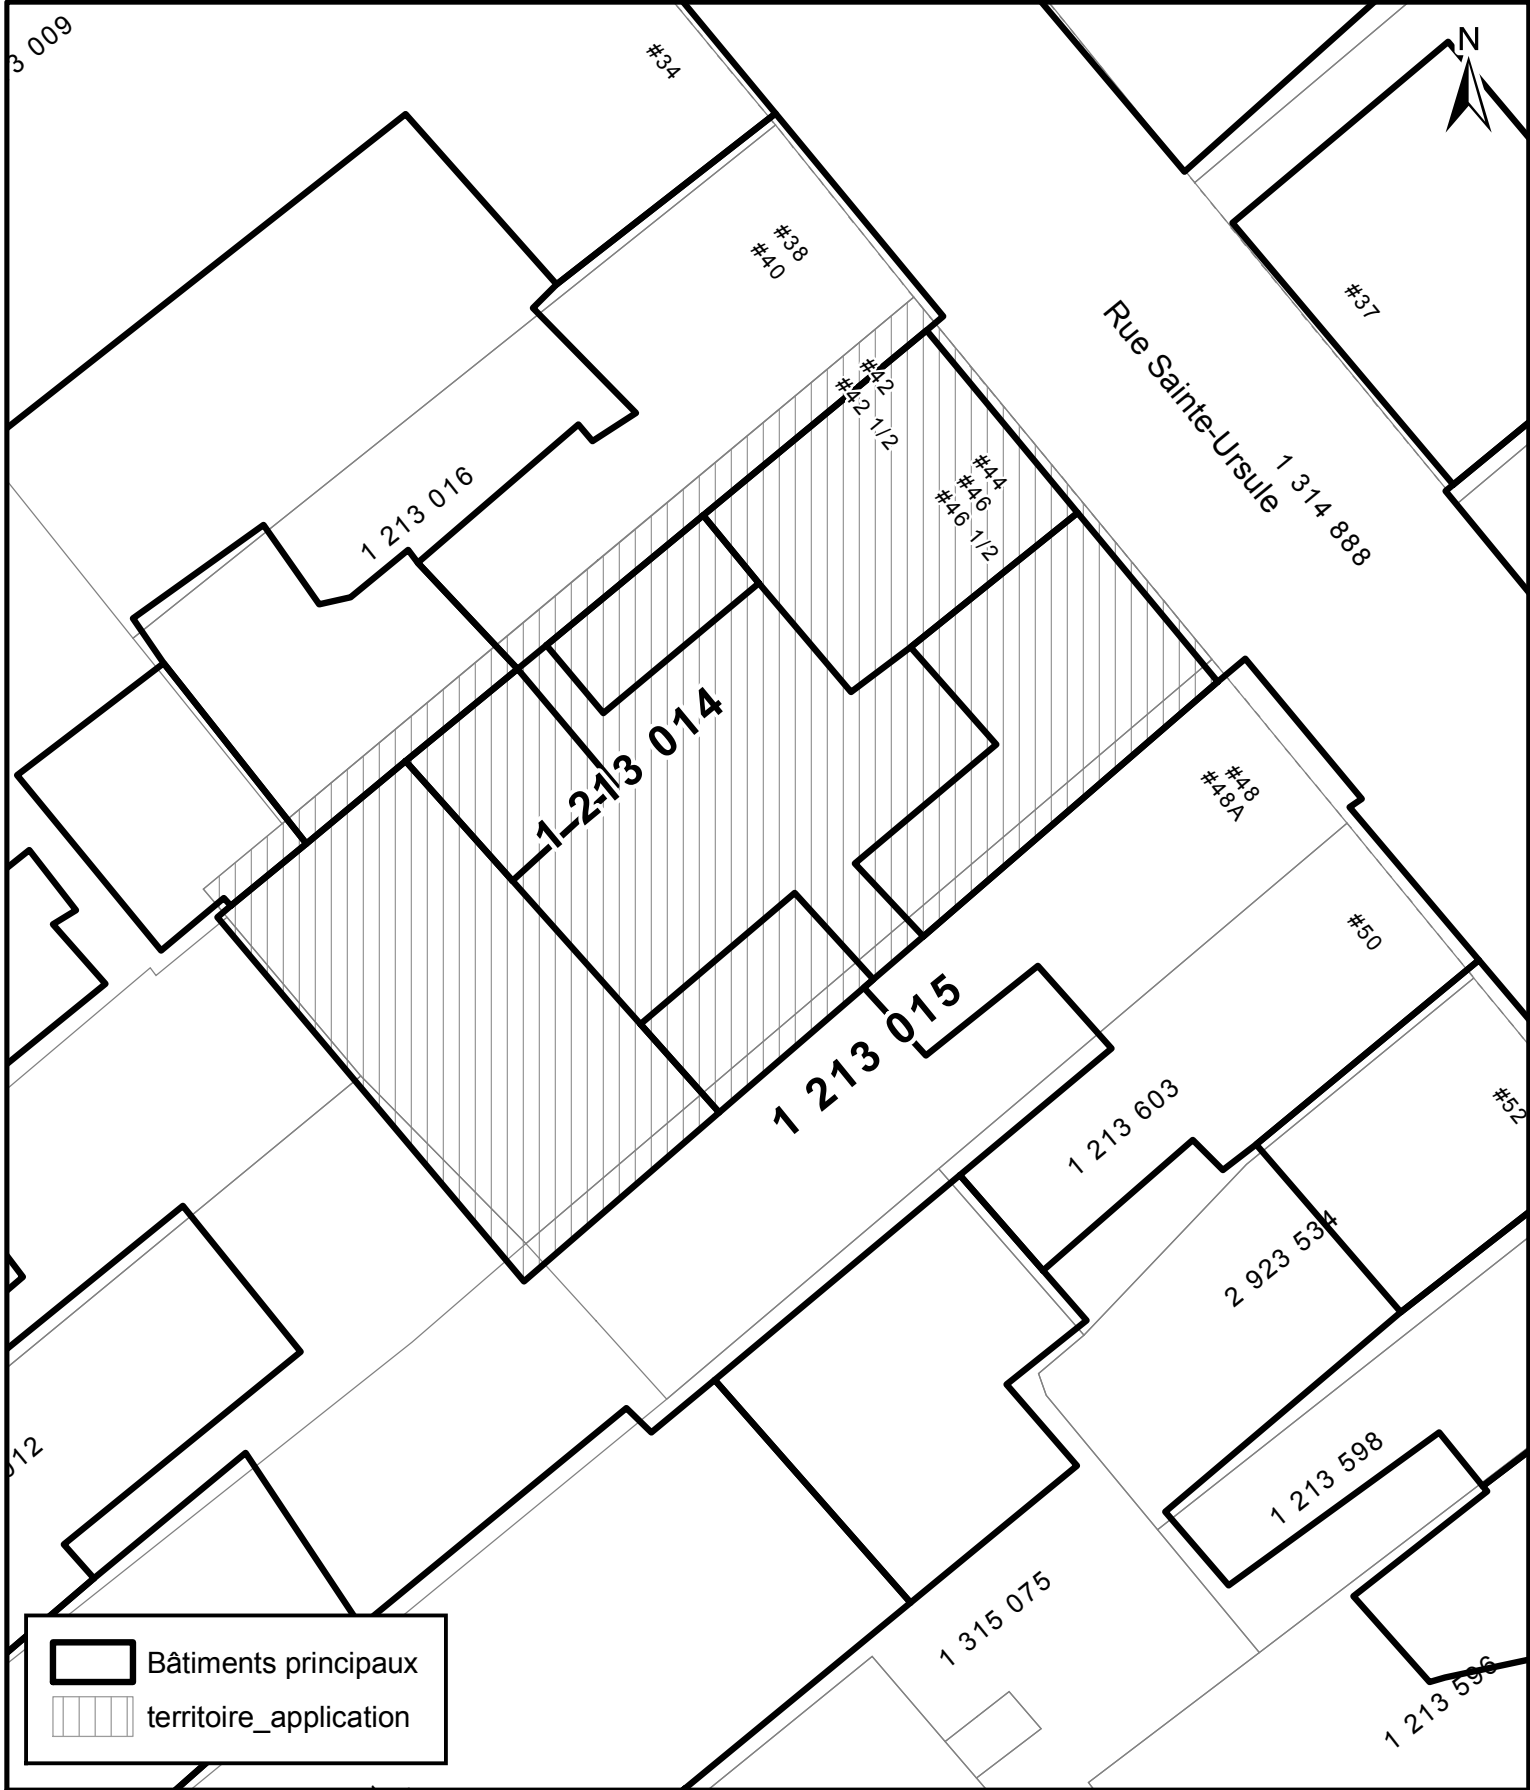 3 009
#34
N
#38
#40
#37
#42
#42 1/2
Rue Sainte-Ursule
1 314 888
#44
#46
#46 1/2
1 213 016
1 213 014
#48
#48A
#50
1 213 015
1 213 603
#52
2 923 534
1 213 598
012
1 315 075
1 213 596
Bâtiments principaux
territoire_application